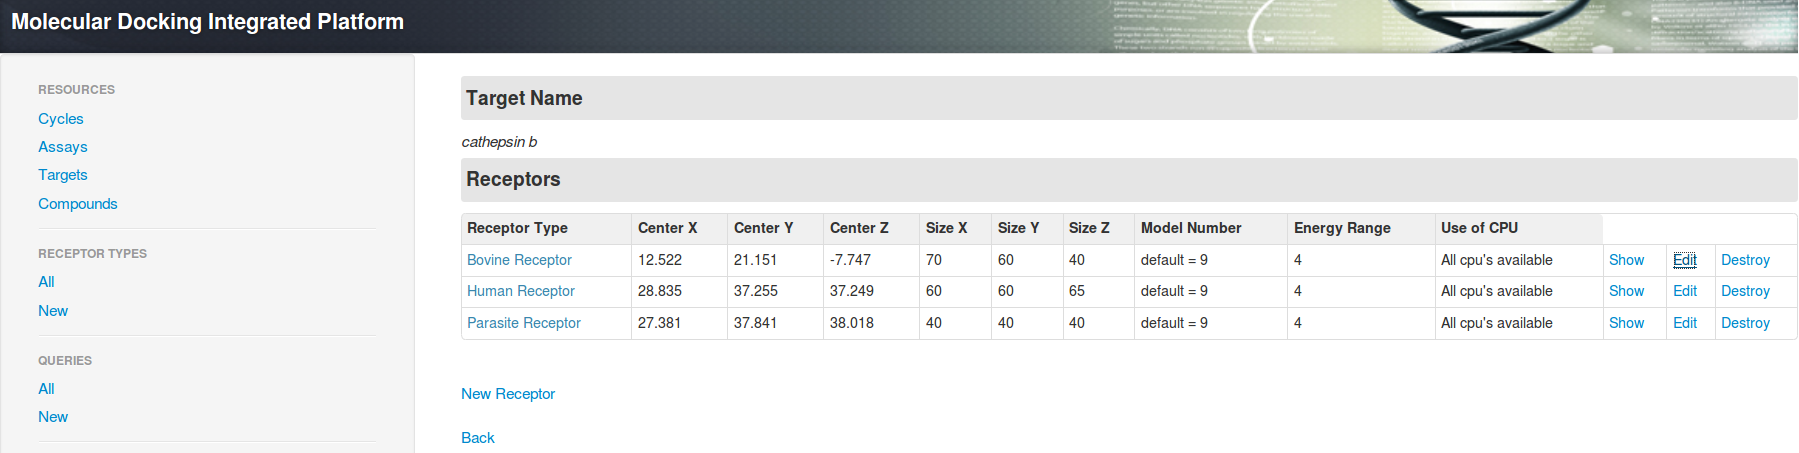 Molecular Docking Integrated Platform
RESOURCES
Cycles
Assays
Targets
Compounds
RECEPTOR TYPES
All
New
QUERIES
All
New
Target Name
cathepsin b
Receptors
Receptor Type Center X Center Y Center Z Size X Size Y Size Z Model Number Energy Range Use of CPU
Bovine Receptor 12.522 21.151 -7.747 70 60 40 default = 9 4 All cpu's available Show Edit Destroy
Human Receptor 28.835 37.255 37.249 60 60 65 default = 9 4 All cpu's available Show Edit Destroy
Parasite Receptor 27.381 37.841 38.018 40 40 40 default = 9 4 All cpu's available Show Edit Destroy
New Receptor
Back